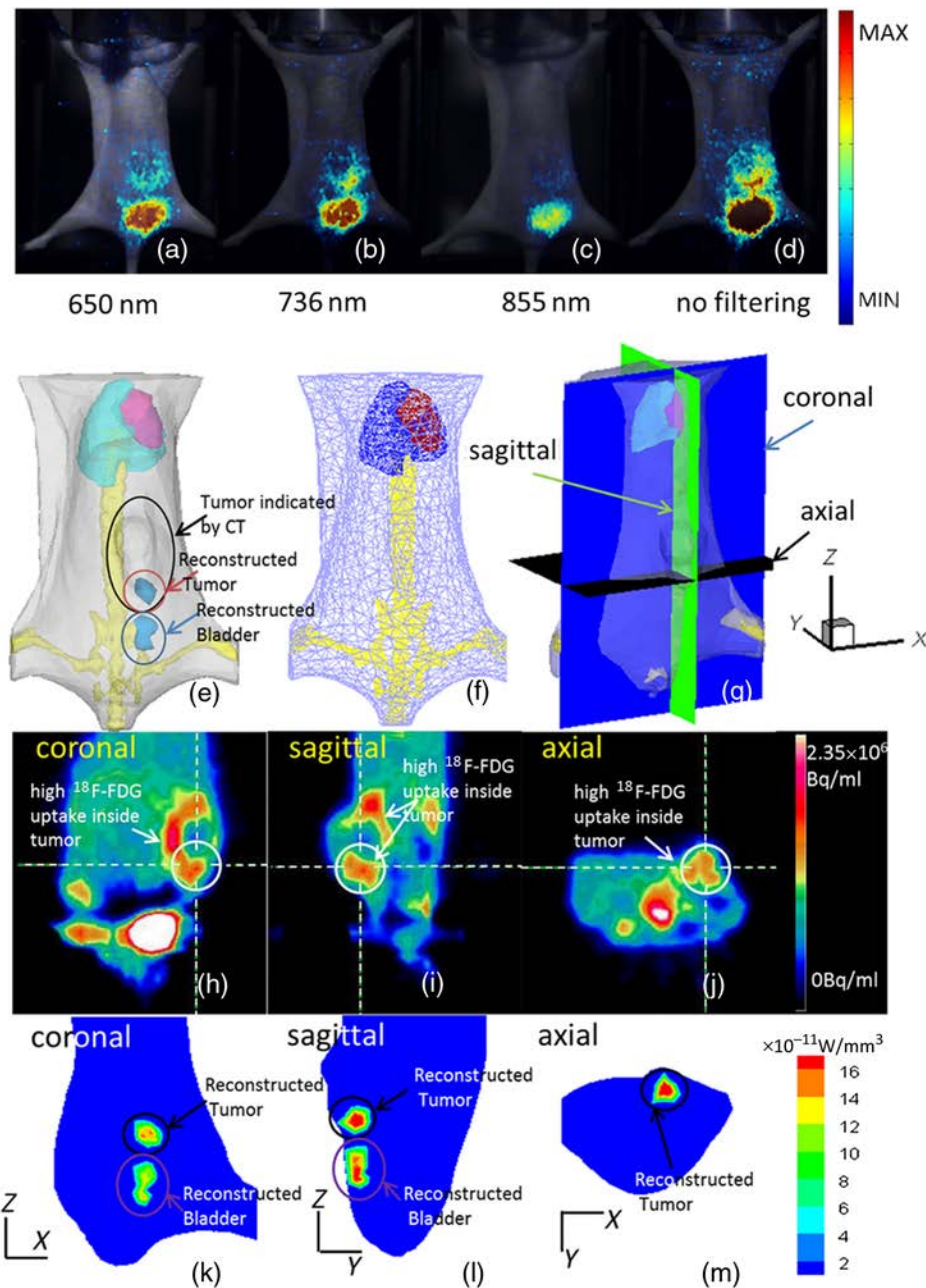 MAX
(a)
(b)
(c)
(d)
MIN
650 nm
736 nm
855 nm
no filtering
Tumor indicated
by CT
Reconstructed
Tumor
Reconstructed
Bladder
(e)
(f)
sagittal
coronal
axial
Z
Y
X
(g)
coronal
high ¹⁸F-FDG
uptake inside
tumor
(h)
sagittal
high ¹⁸F-FDG
uptake inside
tumor
(i)
axial
high ¹⁸F-FDG
uptake inside
tumor
(j)
2.35×10⁶
Bq/ml
0Bq/ml
coronal
Reconstructed
Tumor
Reconstructed
Bladder
Z
X
(k)
sagittal
Reconstructed
Tumor
Reconstructed
Bladder
Z
Y
(l)
axial
Reconstructed
Tumor
X
Y
(m)
×10⁻¹¹W/mm³
16
14
12
10
8
6
4
2